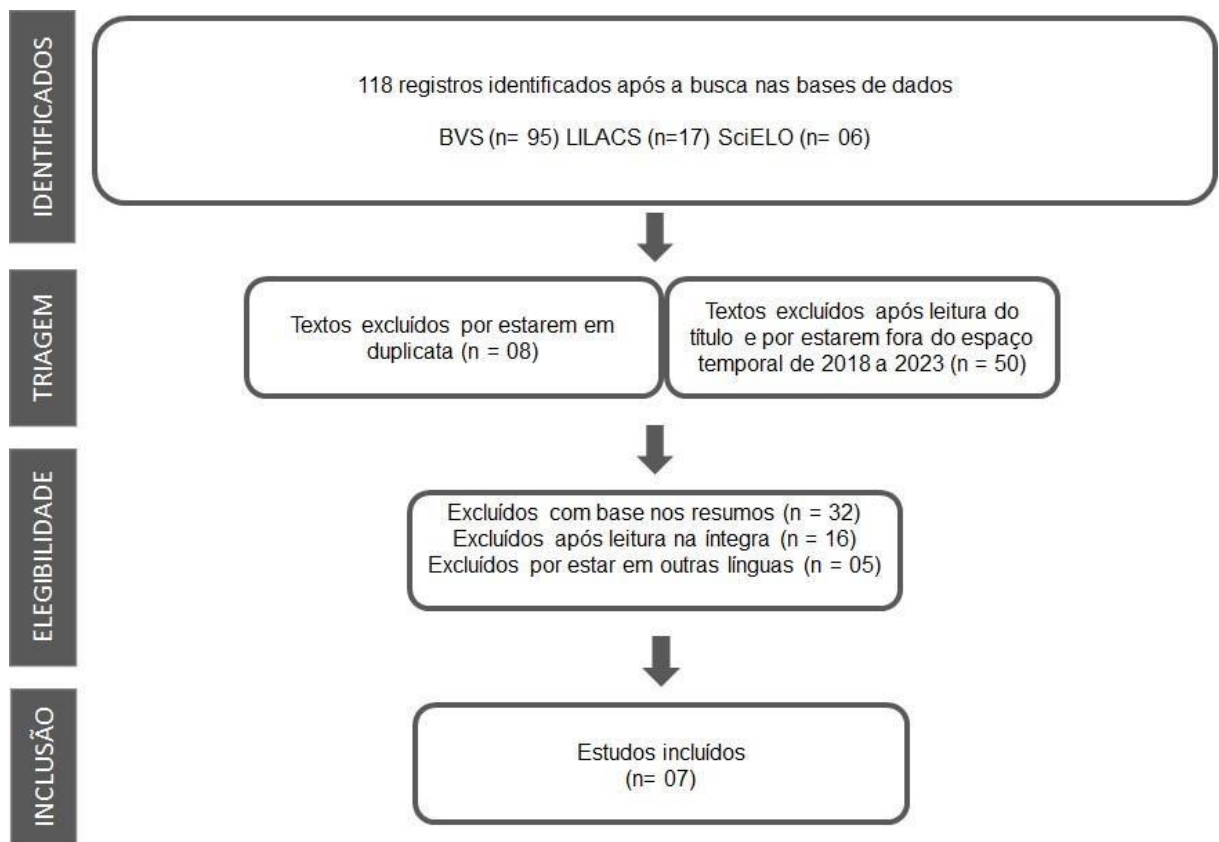 IDENTIFICADOS
118 registros identificados após a busca nas bases de dados
BVS (n= 95) LILACS (n=17) SciELO (n= 06)
TRIAGEM
Textos excluídos por estarem em
duplicata (n = 08)
Textos excluídos após leitura do
título e por estarem fora do espaço
temporal de 2018 a 2023 (n = 50)
ELEGIBILIDADE
Excluídos com base nos resumos (n = 32)
Excluídos após leitura na íntegra (n = 16)
Excluídos por estar em outras línguas (n = 05)
INCLUSÃO
Estudos incluídos
(n= 07)